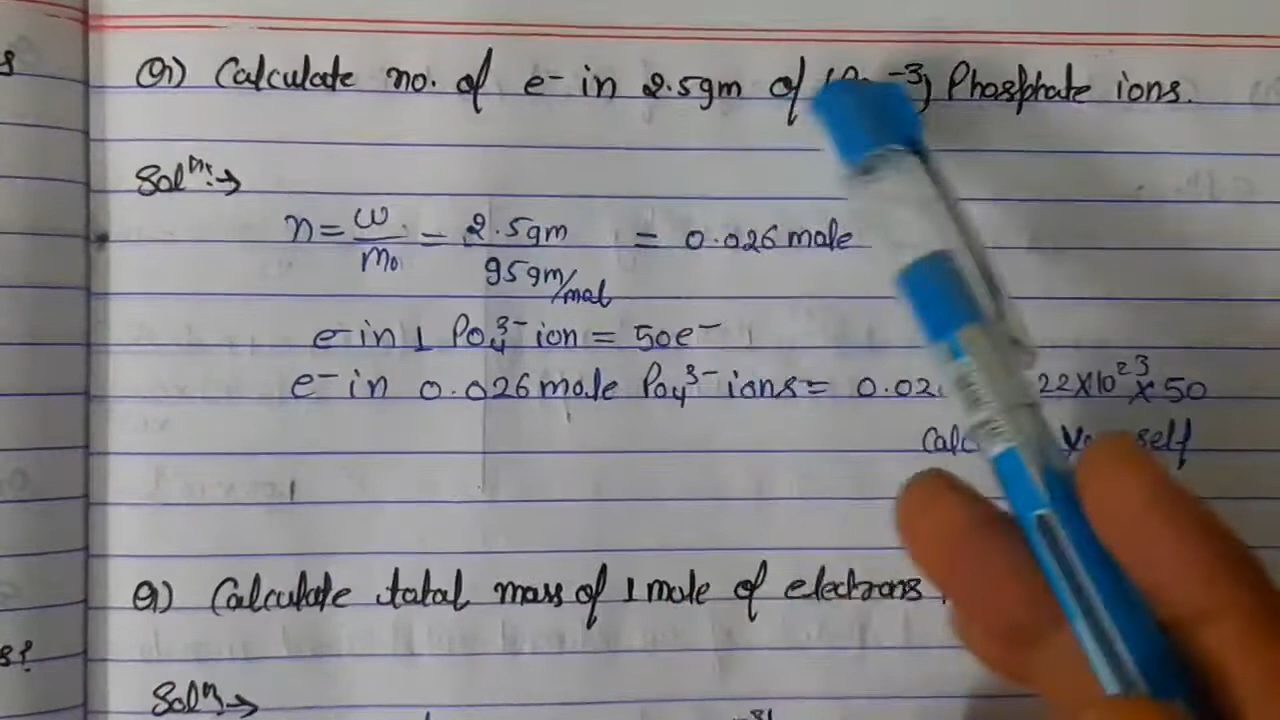 Q1) Calculate no. of e- in 2.5gm of Phosphate ions.
Solⁿ:→
n = w/mo = 2.5gm/95gm/mol = 0.026 mole
e- in 1 Po₄³⁻ ion = 50e⁻
e- in 0.026 mole Po₄³⁻ ions = 0.02 22×10²³ × 50
self
Q) Calculate total mass of 1 mole of electrons.
Solⁿ→